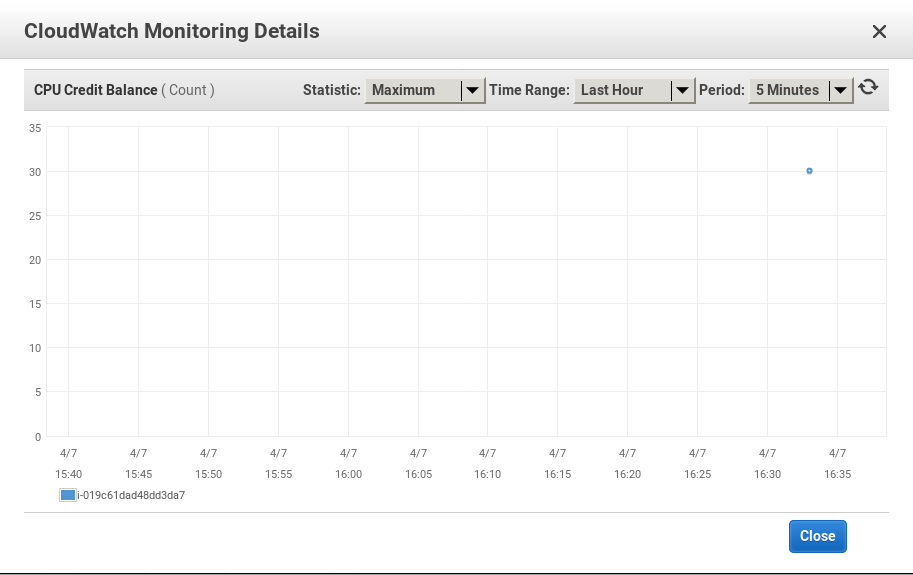 CloudWatch Monitoring Details
CPU Credit Balance ( Count ) Statistic: Maximum Time Range: Last Hour Period: 5 Minutes
35
30
25
20
15
10
5
0
4/7 4/7 4/7 4/7 4/7 4/7 4/7 4/7 4/7 4/7 4/7 4/7
15:40 15:45 15:50 15:55 16:00 16:05 16:10 16:15 16:20 16:25 16:30 16:35
i-019c61dad48dd3da7
Close